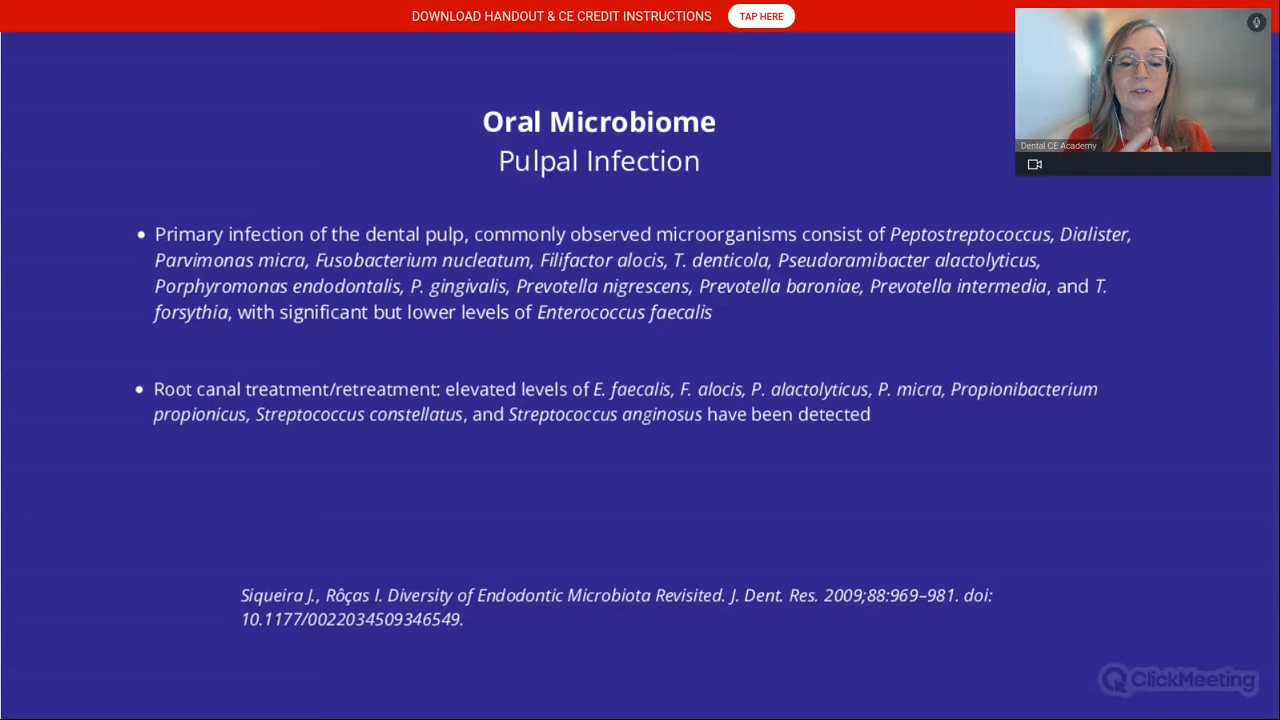 DOWNLOAD HANDOUT & CE CREDIT INSTRUCTIONS TAP HERE
Dental CE Academy
Oral Microbiome
Pulpal Infection
• Primary infection of the dental pulp, commonly observed microorganisms consist of Peptostreptococcus, Dialister,
Parvimonas micra, Fusobacterium nucleatum, Filifactor alocis, T. denticola, Pseudoramibacter alactolyticus,
Porphyromonas endodontalis, P. gingivalis, Prevotella nigrescens, Prevotella baroniae, Prevotella intermedia, and T.
forsythia, with significant but lower levels of Enterococcus faecalis
• Root canal treatment/retreatment: elevated levels of E. faecalis, F. alocis, P. alactolyticus, P. micra, Propionibacterium
propionicus, Streptococcus constellatus, and Streptococcus anginosus have been detected
Siqueira J., Rôças I. Diversity of Endodontic Microbiota Revisited. J. Dent. Res. 2009;88:969–981. doi:
10.1177/0022034509346549.
ClickMeeting